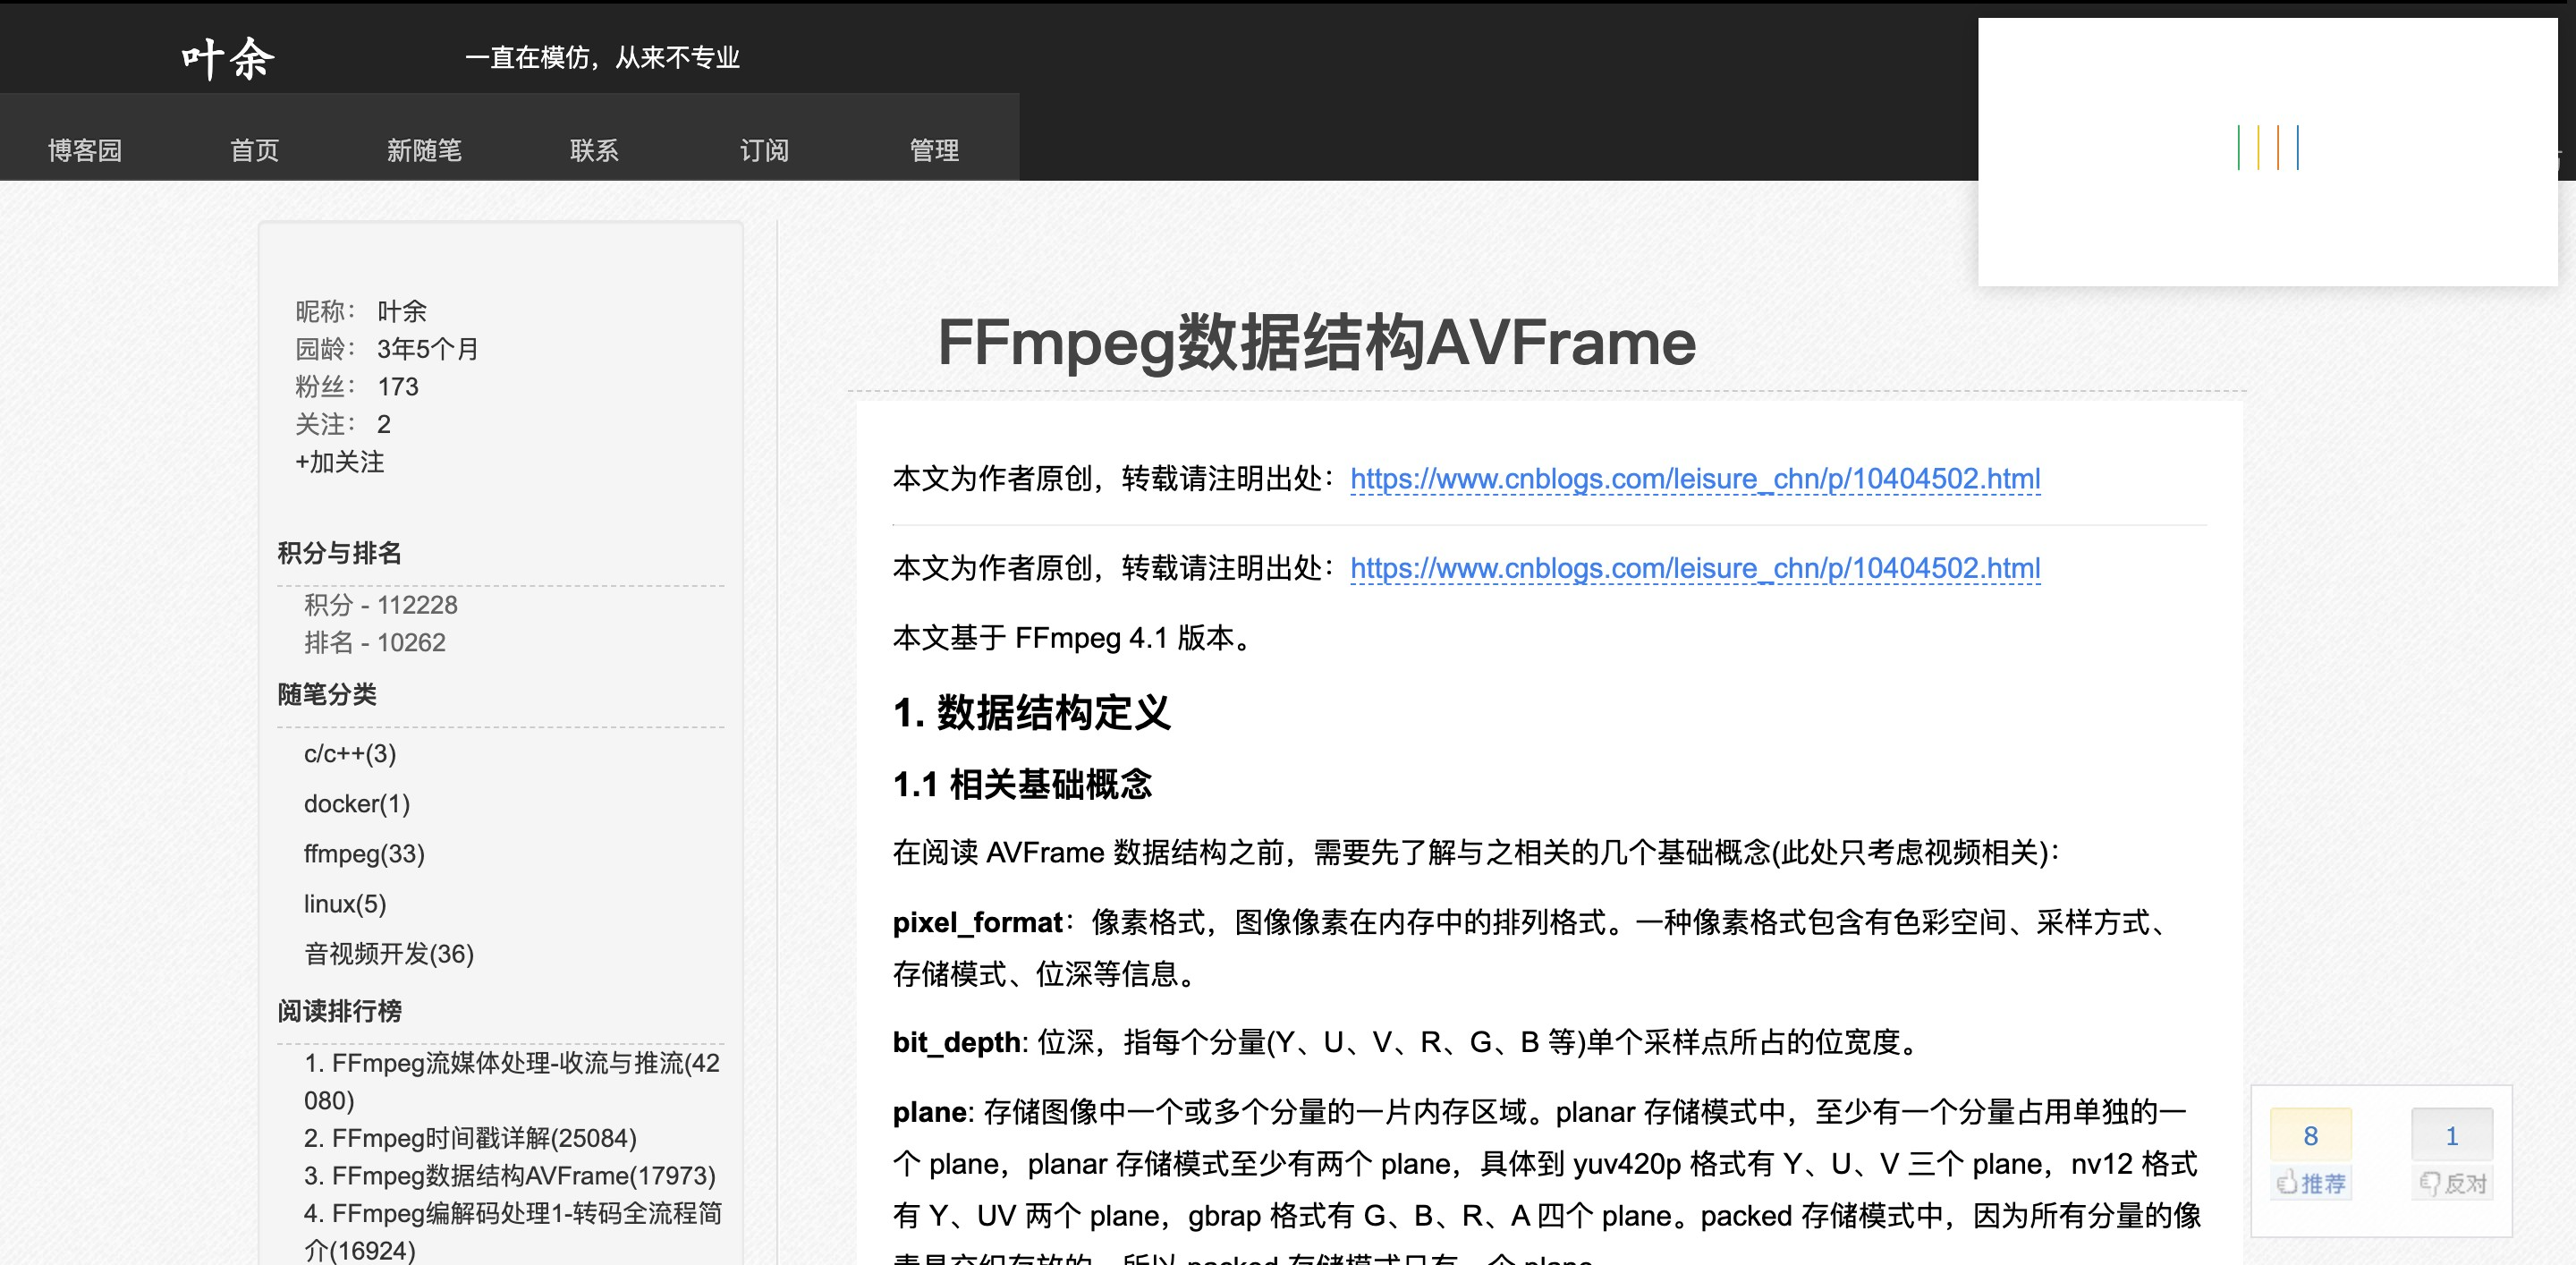 叶余
一直在模仿，从来不专业
博客园
首页
新随笔
联系
订阅
管理
昵称： 叶余
园龄： 3年5个月
粉丝： 173
关注： 2
+加关注
积分与排名
积分 - 112228
排名 - 10262
随笔分类
c/c++(3)
docker(1)
ffmpeg(33)
linux(5)
音视频开发(36)
阅读排行榜
1. FFmpeg流媒体处理-收流与推流(42
080)
2. FFmpeg时间戳详解(25084)
3. FFmpeg数据结构AVFrame(17973)
4. FFmpeg编解码处理1-转码全流程简
介(16924)
FFmpeg数据结构AVFrame
本文为作者原创，转载请注明出处：https://www.cnblogs.com/leisure_chn/p/10404502.html
本文为作者原创，转载请注明出处：https://www.cnblogs.com/leisure_chn/p/10404502.html
本文基于 FFmpeg 4.1 版本。
1. 数据结构定义
1.1 相关基础概念
在阅读 AVFrame 数据结构之前，需要先了解与之相关的几个基础概念(此处只考虑视频相关)：
pixel_format：像素格式，图像像素在内存中的排列格式。一种像素格式包含有色彩空间、采样方式、
存储模式、位深等信息。
bit_depth: 位深，指每个分量(Y、U、V、R、G、B 等)单个采样点所占的位宽度。
plane: 存储图像中一个或多个分量的一片内存区域。planar 存储模式中，至少有一个分量占用单独的一
个 plane，planar 存储模式至少有两个 plane，具体到 yuv420p 格式有 Y、U、V 三个 plane，nv12 格式
有 Y、UV 两个 plane，gbrap 格式有 G、B、R、A 四个 plane。packed 存储模式中，因为所有分量的像
素是交织存放的，所以 packed 存储模式只有一个 plane。
8
推荐
1
反对